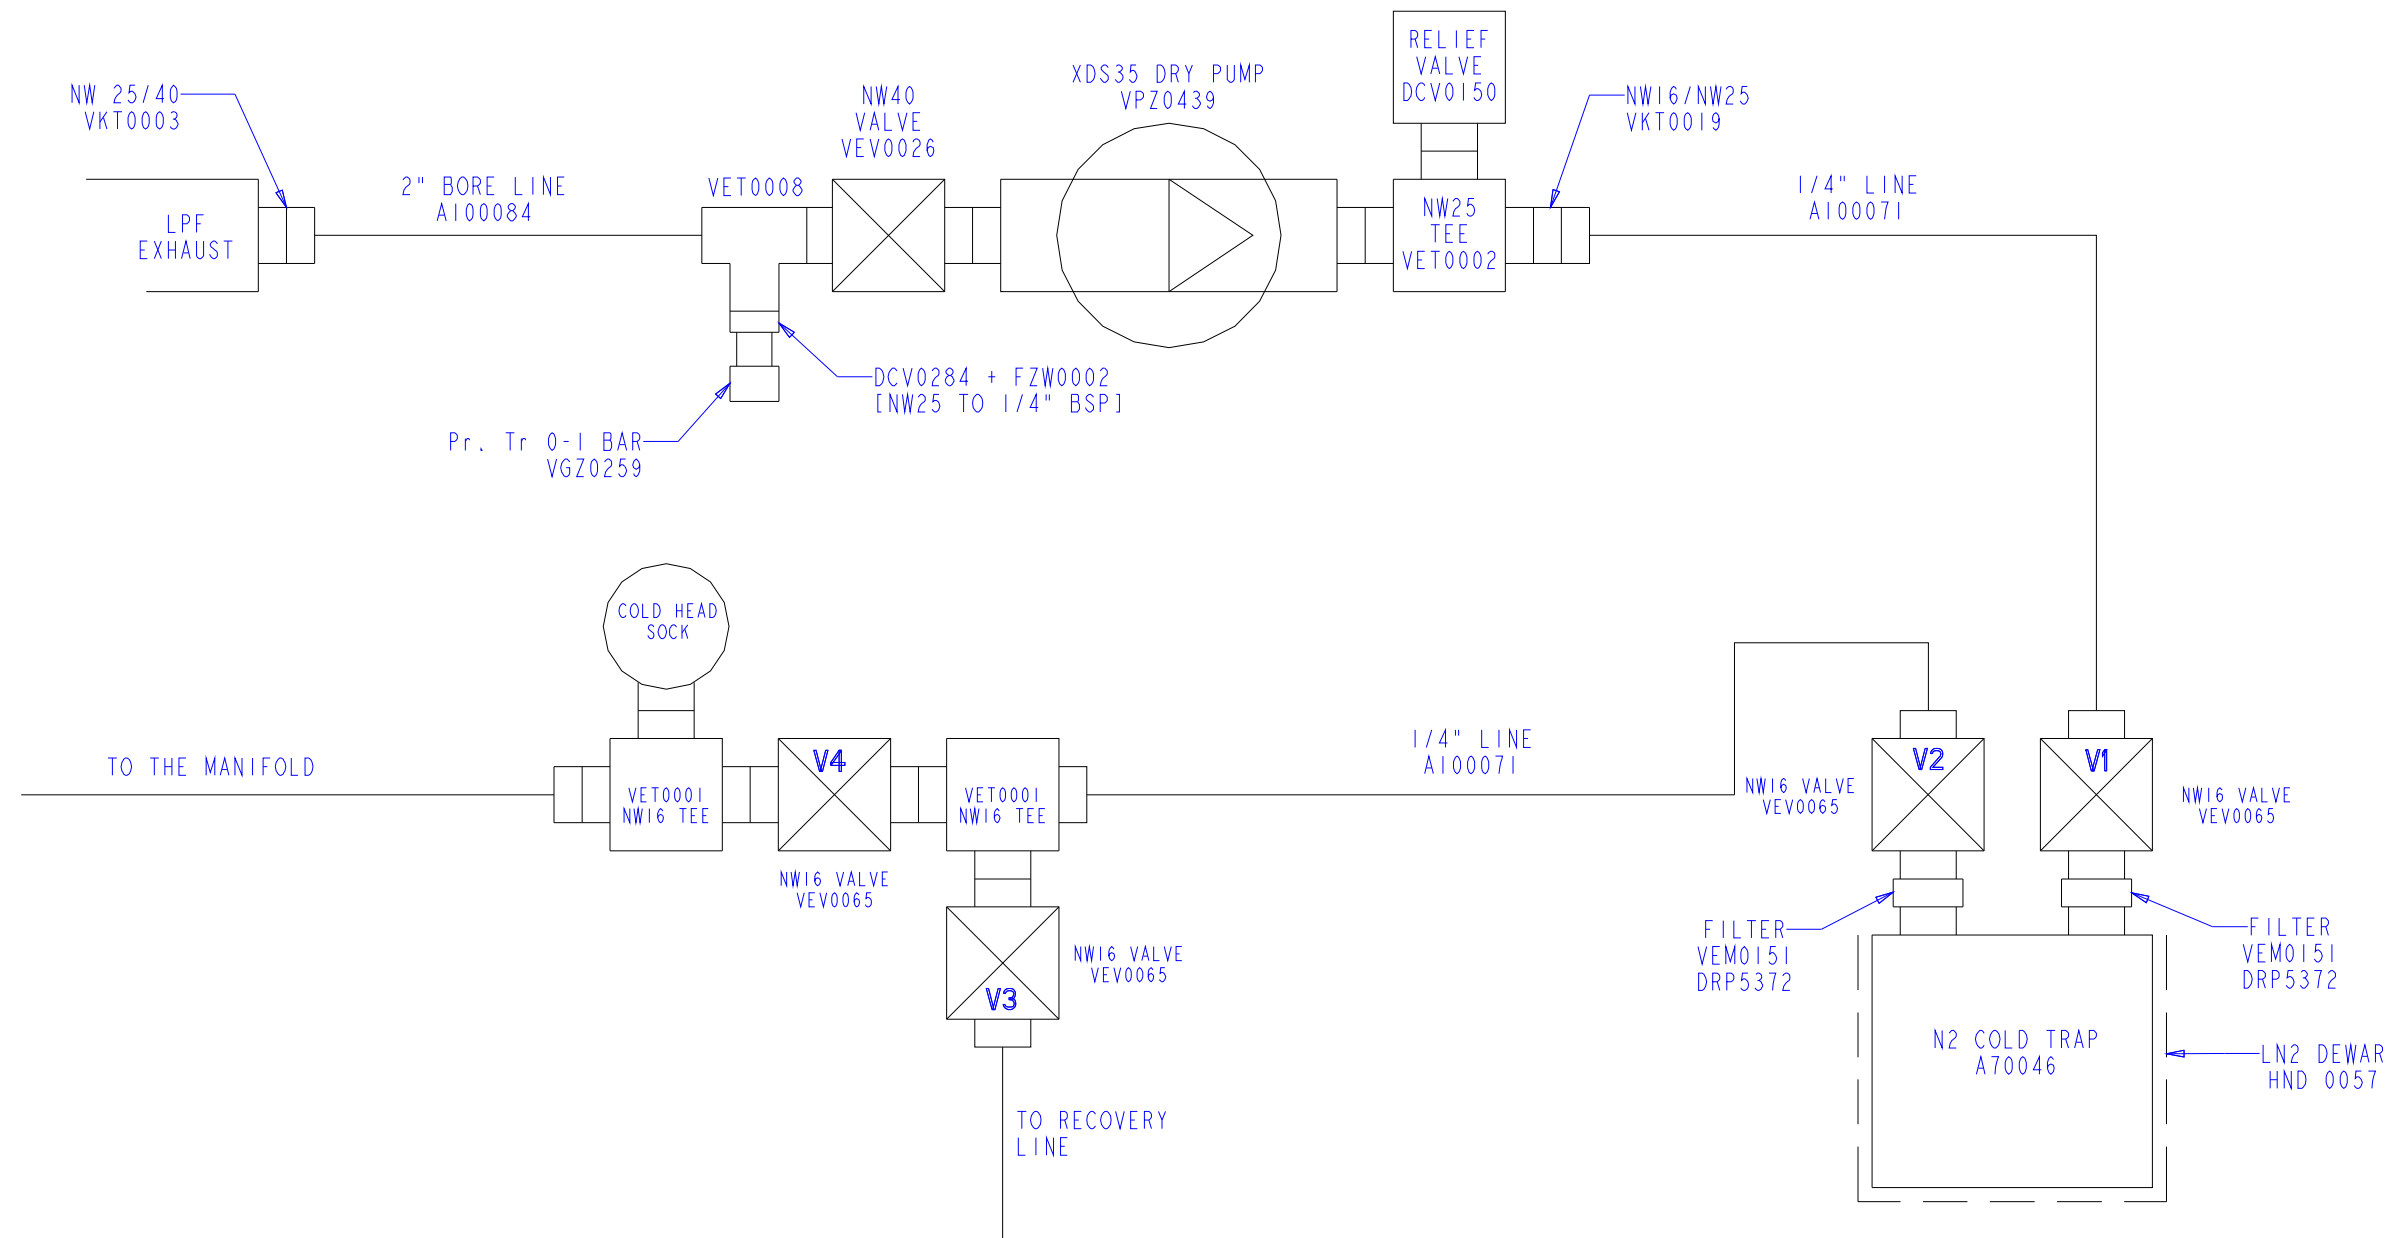 RELIEF
VALVE
DCV0150
XDS35 DRY PUMP
VPZ0439
NW 25/40
VKT0003
NW40
VALVE
VEV0026
NW16/NW25
VKT0019
2" BORE LINE
A100084
VET0008
1/4" LINE
A10071
LPF
EXHAUST
NW25
TEE
VET0002
DCV0284 + FZW0002
[NW25 TO 1/4" BSP]
Pr. Tr 0-1 BAR
VGZ0259
COLD HEAD
SOCK
TO THE MANIFOLD
V4
1/4" LINE
A10071
V2
V1
VET0001
NW16 TEE
VET0001
NW16 TEE
NW16 VALVE
VEV0065
NW16 VALVE
VEV0065
NW16 VALVE
VEV0065
NW16 VALVE
VEV0065
V3
FILTER
VEM0151
DRP5372
FILTER
VEM0151
DRP5372
N2 COLD TRAP
A70046
LN2 DEWAR
HND 0057
TO RECOVERY
LINE